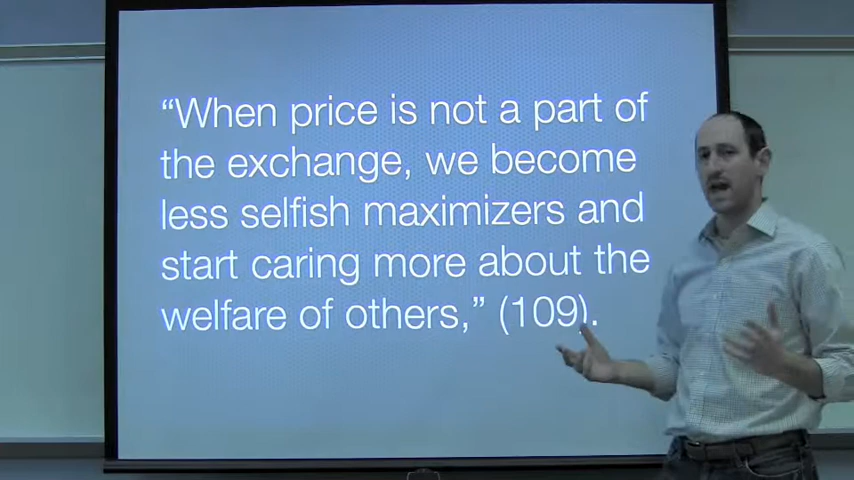 “When price is not a part of
the exchange, we become
less selfish maximizers and
start caring more about the
welfare of others,” (109).